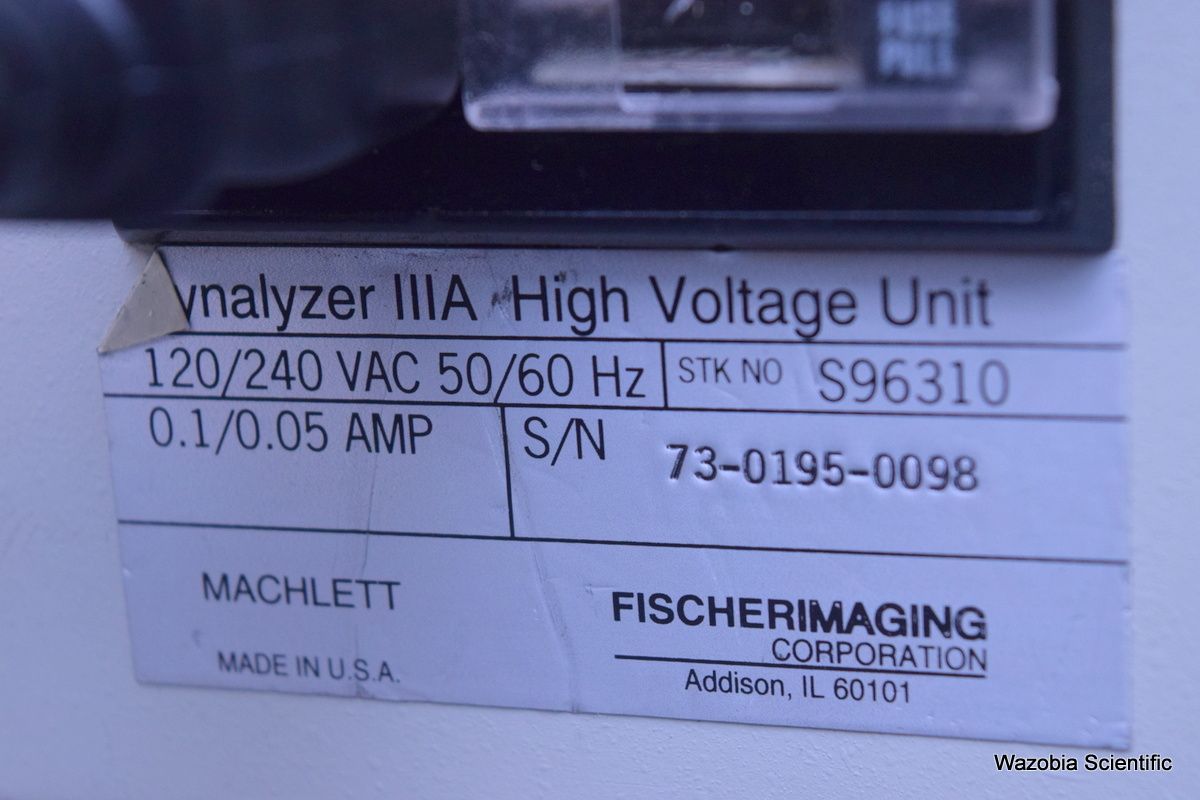 FUSE
PULL
ynalyzer IIIA High Voltage Unit
120/240 VAC 50/60 Hz STK NO S96310
0.1/0.05 AMP S/N 73-0195-0098
MACHLETT
MADE IN U.S.A.
FISCHERIMAGING
CORPORATION
Addison, IL 60101
Wazobia Scientific